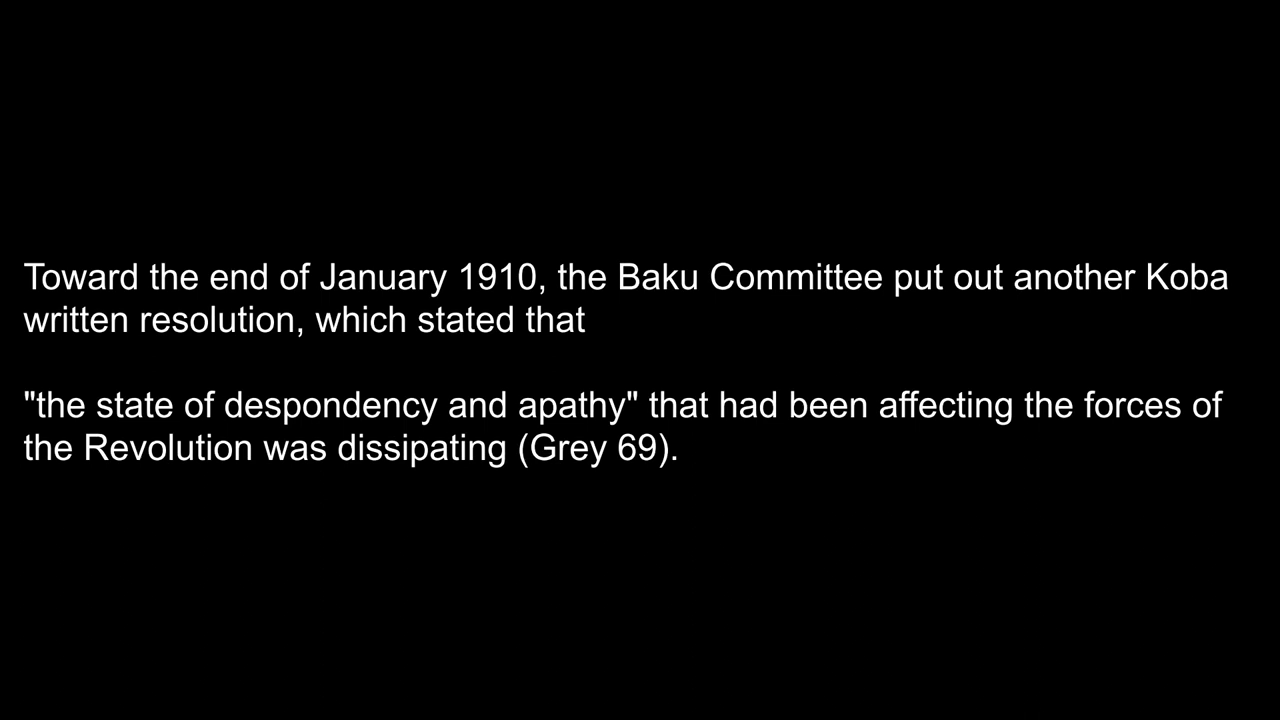 Toward the end of January 1910, the Baku Committee put out another Koba
written resolution, which stated that
"the state of despondency and apathy" that had been affecting the forces of
the Revolution was dissipating (Grey 69).